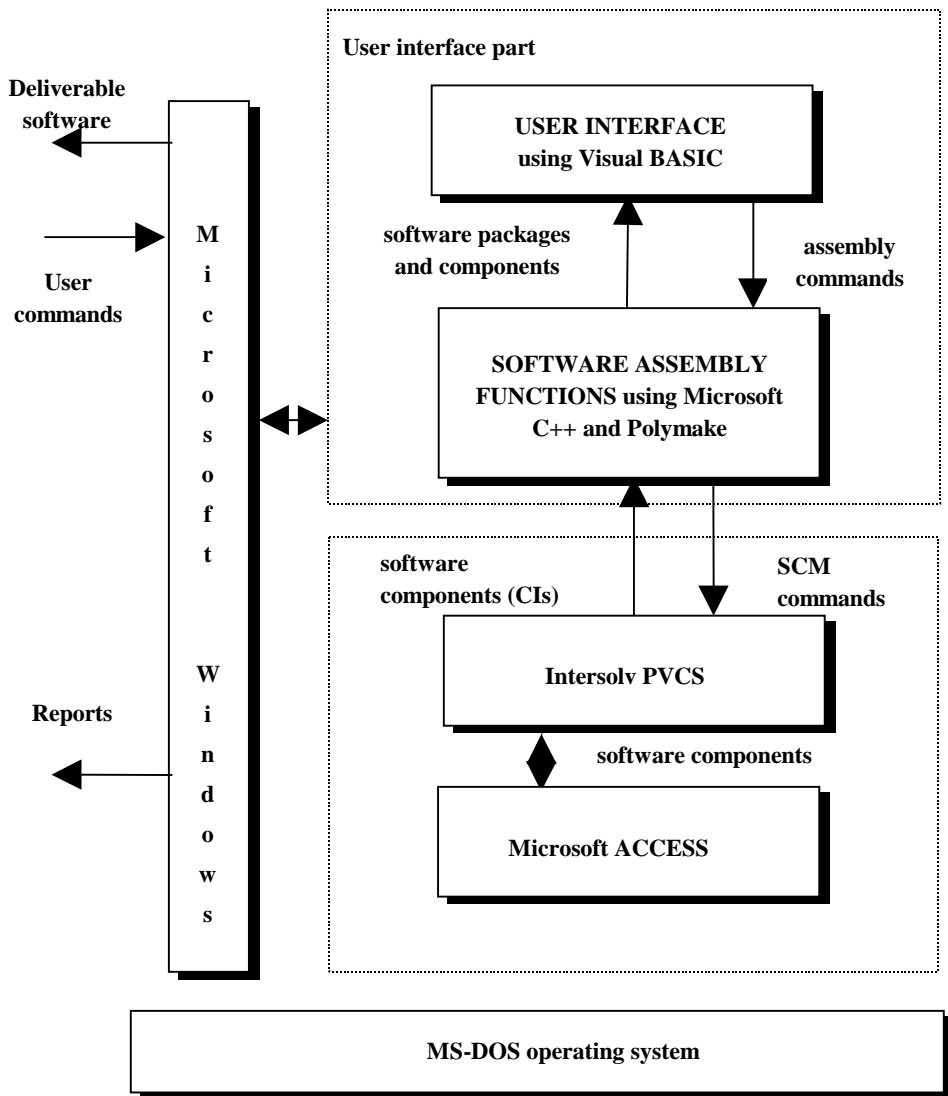 User interface part
Deliverable
software
USER INTERFACE
using Visual BASIC
software packages
and components
assembly
commands
User
commands
Microsoft Windows
SOFTWARE ASSEMBLY
FUNCTIONS using Microsoft
C++ and Polymake
software
components (CIs)
SCM
commands
Intersolv PVCS
Reports
software components
Microsoft ACCESS
MS-DOS operating system